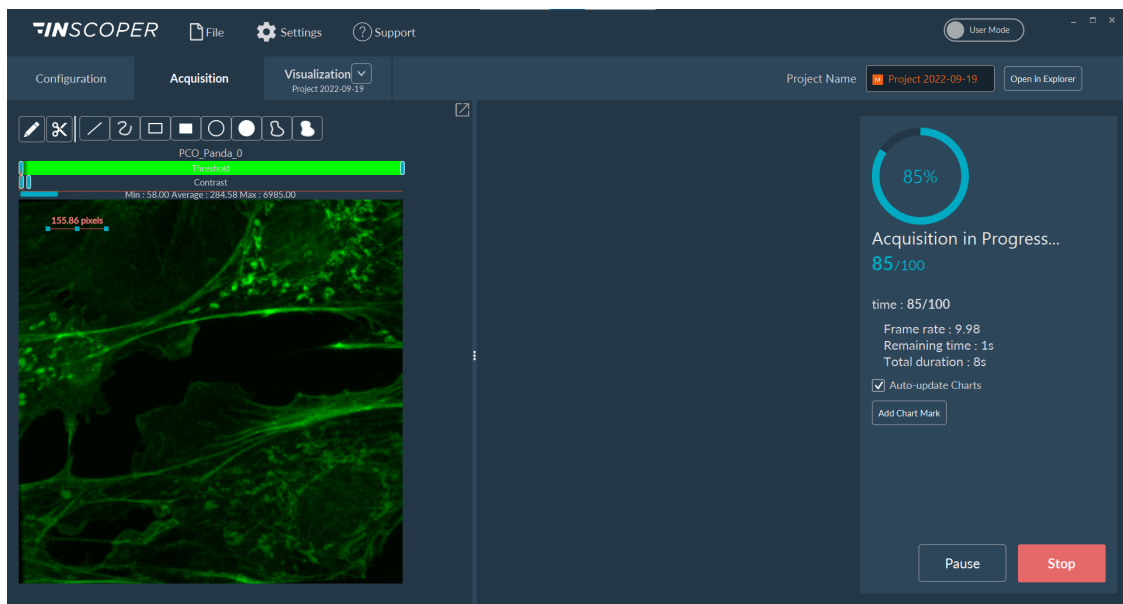 INSCOPER
File
Settings
? Support
User Mode
Configuration
Acquisition
Visualization
Project 2022-09-19
Project Name
M Project 2022-09-19
Open in Explorer
PCO_Panda_0
Threshold
Contrast
Min : 58.00 Average : 284.58 Max : 6985.00
155.86 pixels
85%
Acquisition in Progress...
85/100
time : 85/100
Frame rate : 9.98
Remaining time : 1s
Total duration : 8s
Auto-update Charts
Add Chart Mark
Pause
Stop